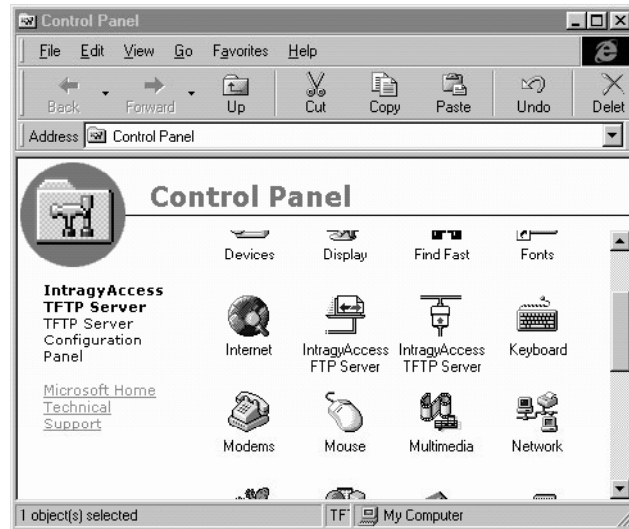 Control Panel
File Edit View Go Favorites Help
Back Forward Up Cut Copy Paste Undo Delet
Address Control Panel
Control Panel
Devices Display Find Fast Fonts
IntragyAccess
TFTP Server
TFTP Server
Configuration
Panel
Microsoft Home
Technical
Support
Internet IntragyAccess FTP Server IntragyAccess TFTP Server Keyboard
Modems Mouse Multimedia Network
1 object(s) selected TF My Computer